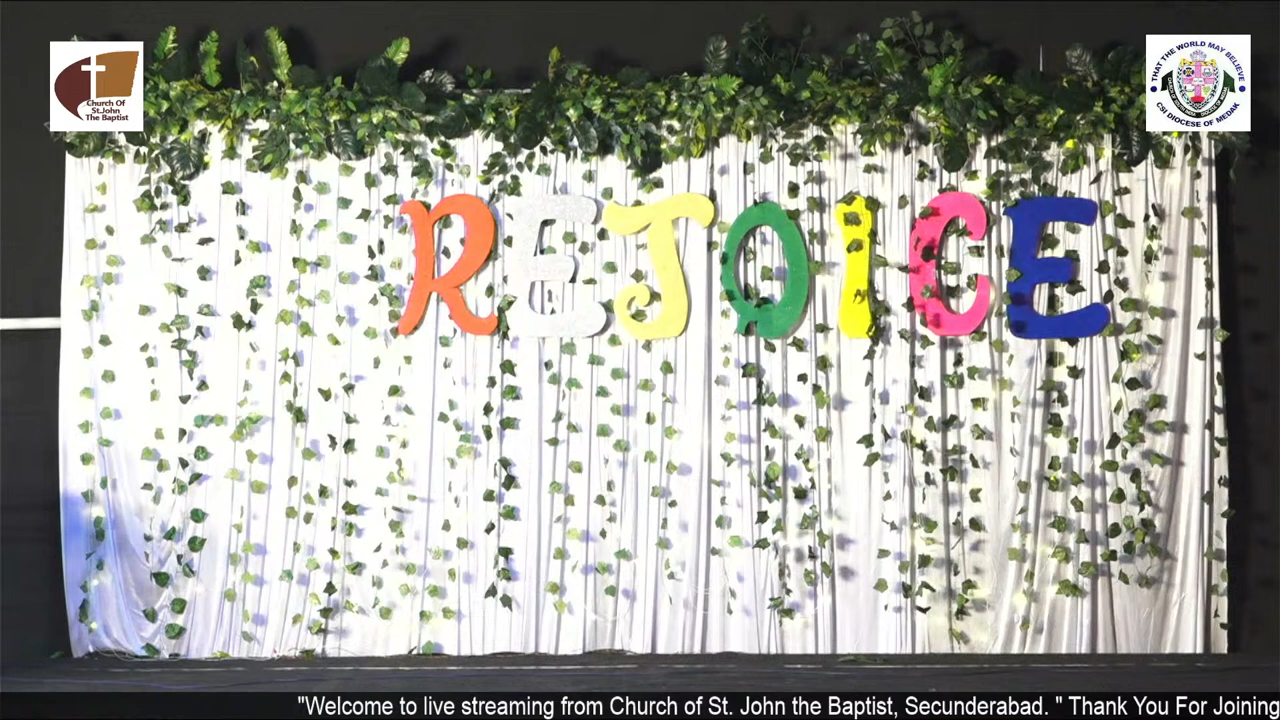 Church Of
St.John
The Baptist
THAT THE WORLD MAY BELIEVE
CSI DIOCESE OF MEDAK
REJOICE
"Welcome to live streaming from Church of St. John the Baptist, Secunderabad. " Thank You For Joining